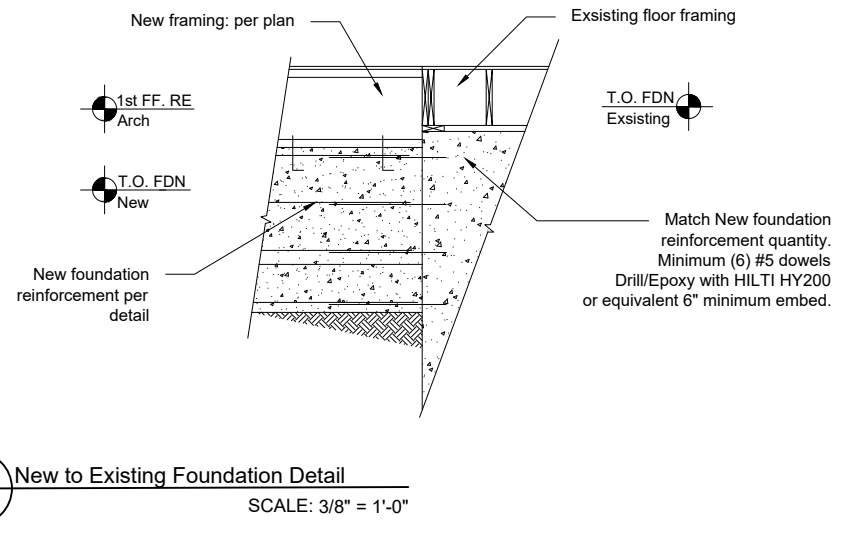 New framing: per plan
Exsisting floor framing
1st FF. RE
Arch
T.O. FDN
Exsisting
T.O. FDN
New
New foundation
reinforcement per
detail
Match New foundation
reinforcement quantity.
Minimum (6) #5 dowels
Drill/Epoxy with HILTI HY200
or equivalent 6" minimum embed.
New to Existing Foundation Detail
SCALE: 3/8" = 1'-0"